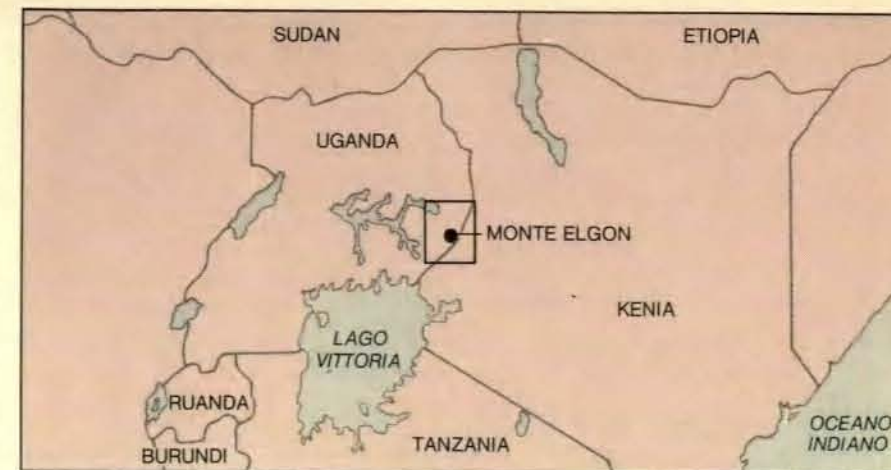 SUDAN
ETIOPIA
UGANDA
MONTE ELGON
KENIA
LAGO
VITTORIA
RUANDA
OCEANO
INDIANO
TANZANIA
BURUNDI